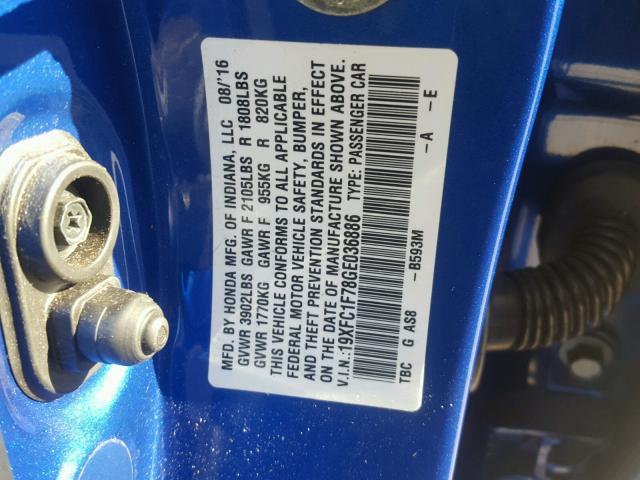 MFD. BY HONDA MFG. OF INDIANA, LLC 08/'16
GVWR 3902LBS GAWR F 2105LBS R 1808LBS
GVWR 1770KG GAWR F 955KG R 820KG
THIS VEHICLE CONFORMS TO ALL APPLICABLE
FEDERAL MOTOR VEHICLE SAFETY, BUMPER,
AND THEFT PREVENTION STANDARDS IN EFFECT
ON THE DATE OF MANUFACTURE SHOWN ABOVE.
V.I.N.:19XFC1F78GE036886 TYPE: PASSENGER CAR
TBC G AS8 -B593M -A -E